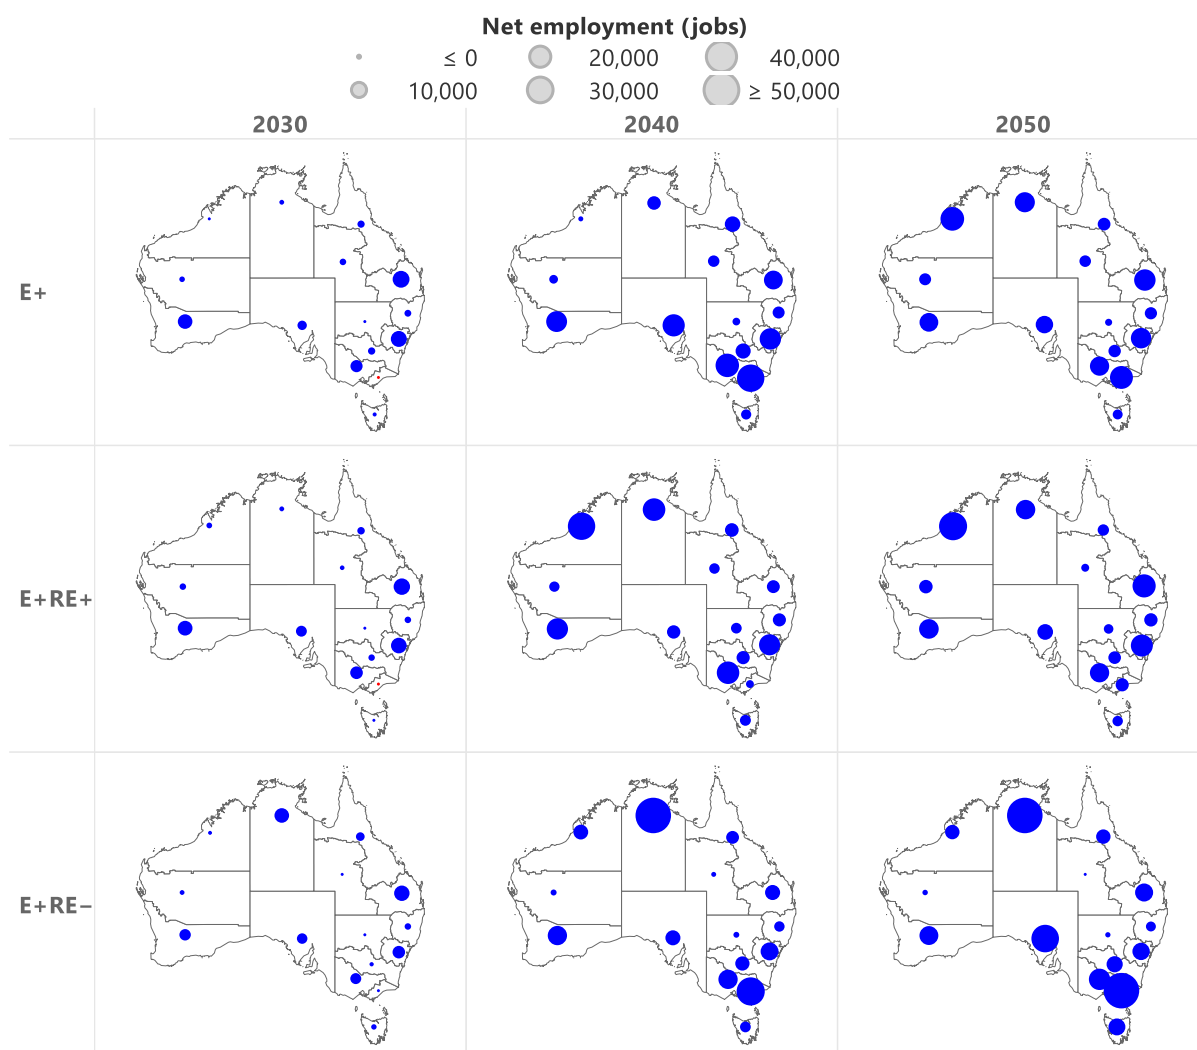 Net employment (jobs)
≤ 0 20,000 40,000
10,000 30,000 ≥ 50,000
2030 2040 2050
E+
E+RE+
E+RE−